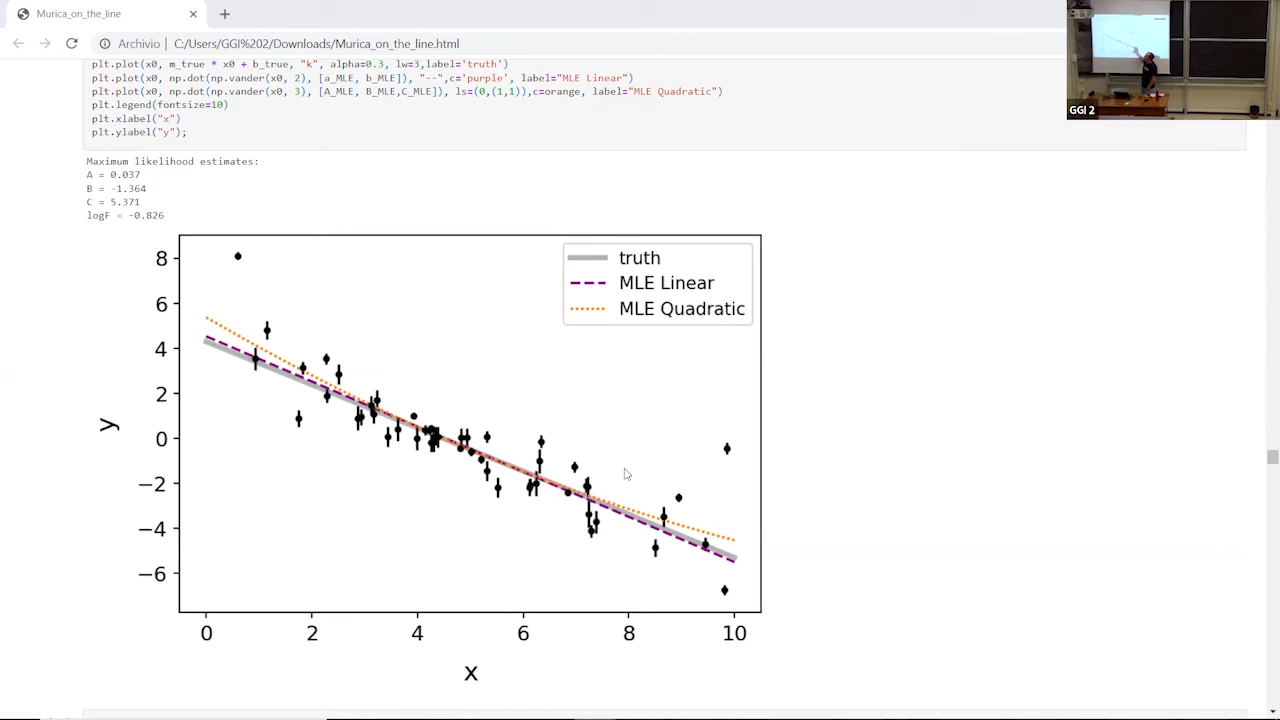 Murica_on_the_line
Archivio | C:/Users/GGI%202/Downloads/Murica_on_the_line.html
plt.plot(x0, m_true * x0 + b_true, "k", alpha=0.3, lw=3, label="truth")
plt.plot(x0, np.dot(np.vander(x0, 2), [a_MLE, b_MLE]), "--", c='purple', label="MLE Linear")
plt.plot(x0, np.dot(np.vander(x0, 3), [A_MLE, B_MLE,C_MLE]), ls=(0,(1,1)),c=orange, label="MLE Quadratic")
plt.legend(fontsize=10)
plt.xlabel("x")
plt.ylabel("y");
Maximum likelihood estimates:
A = 0.037
B = -1.364
C = 5.371
logF = -0.826
truth
MLE Linear
MLE Quadratic
8
6
4
2
0
−2
−4
−6
y
0 2 4 6 8 10
x
GGI 2